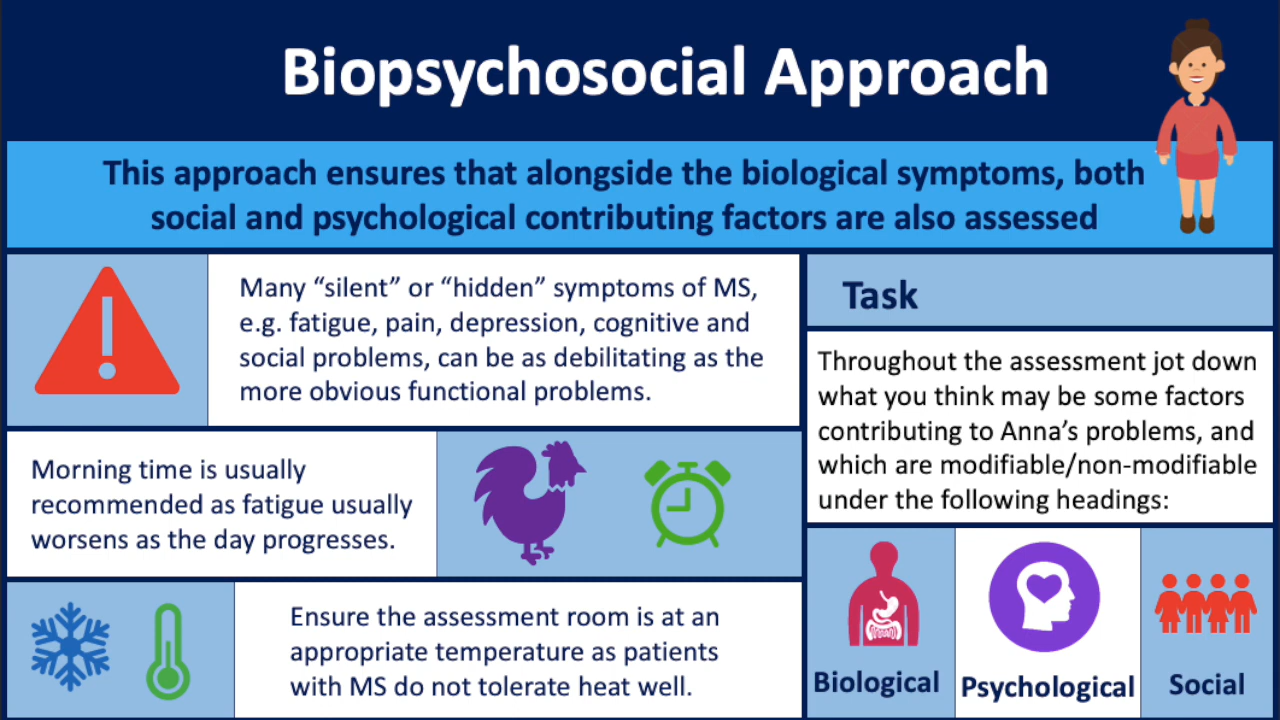 Biopsychosocial Approach
This approach ensures that alongside the biological symptoms, both
social and psychological contributing factors are also assessed
Many “silent” or “hidden” symptoms of MS,
e.g. fatigue, pain, depression, cognitive and
social problems, can be as debilitating as the
more obvious functional problems.
Morning time is usually
recommended as fatigue usually
worsens as the day progresses.
Ensure the assessment room is at an
appropriate temperature as patients
with MS do not tolerate heat well.
Task
Throughout the assessment jot down
what you think may be some factors
contributing to Anna’s problems, and
which are modifiable/non-modifiable
under the following headings:
Biological
Psychological
Social